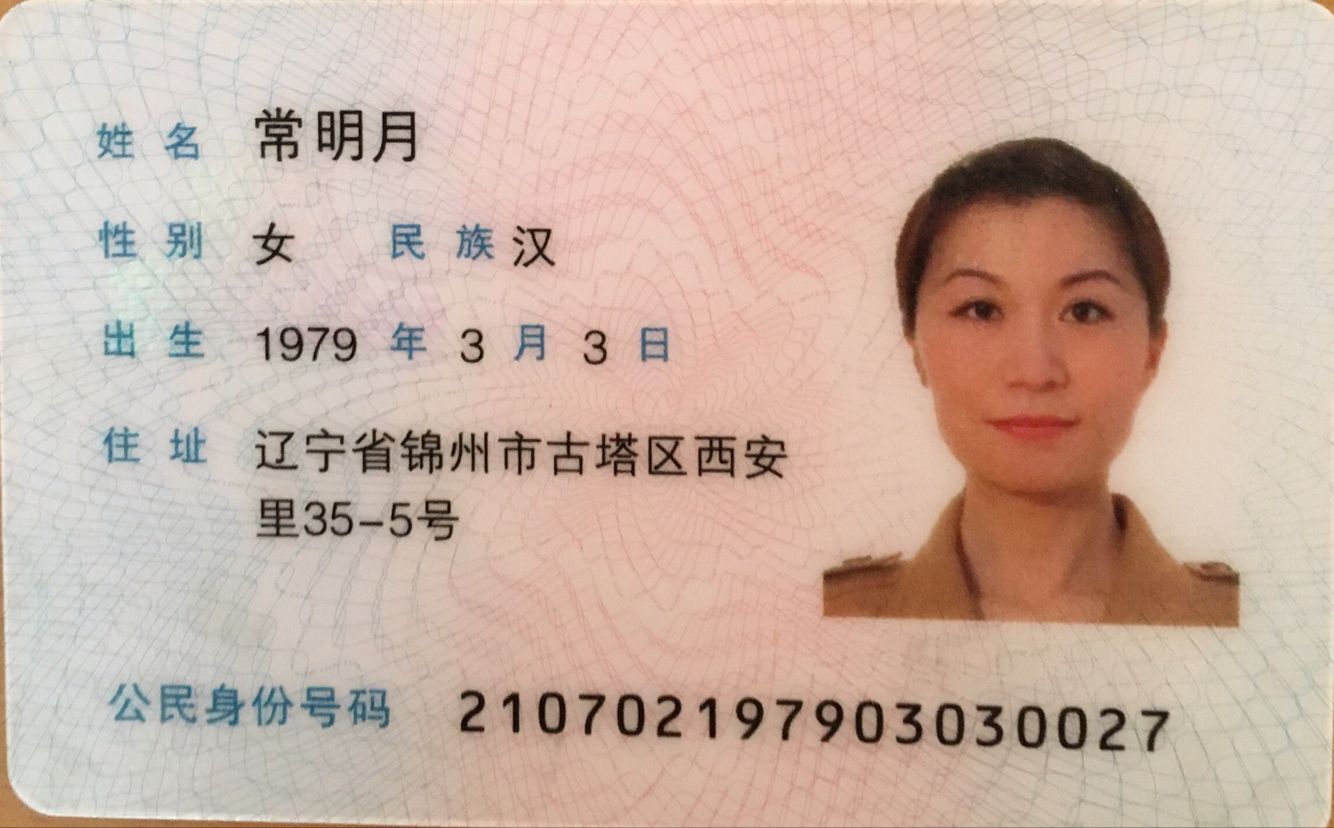 姓名 常明月
性别 女 民族 汉
出生 1979 年 3 月 3 日
住址 辽宁省锦州市古塔区西安
里35-5号
公民身份号码 210702197903030027